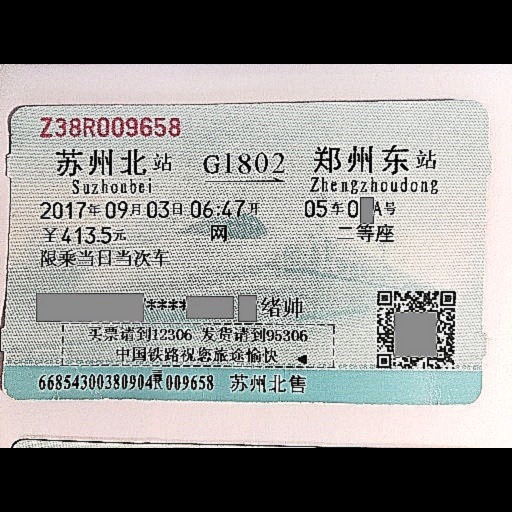 Z38R009658
苏州北站 G1802 郑州东站
Suzhoubei Zhengzhoudong
2017年09月03日06:47开 05车0 A号
￥413.5元 网 二等座
限乘当日当次车
**** 绪帅
买票请到12306 发货请到95306
中国铁路祝您旅途愉快
66854300380904R009658 苏州北售